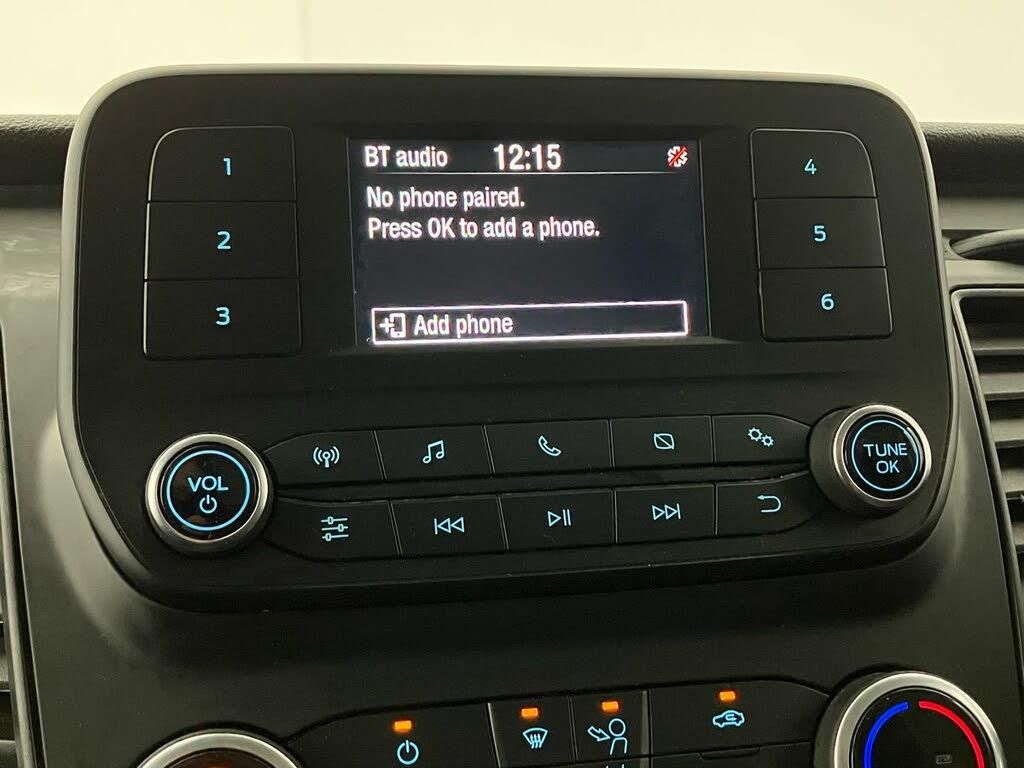 1
2
3
BT audio 12:15
No phone paired.
Press OK to add a phone.
Add phone
4
5
6
VOL
TUNE
OK